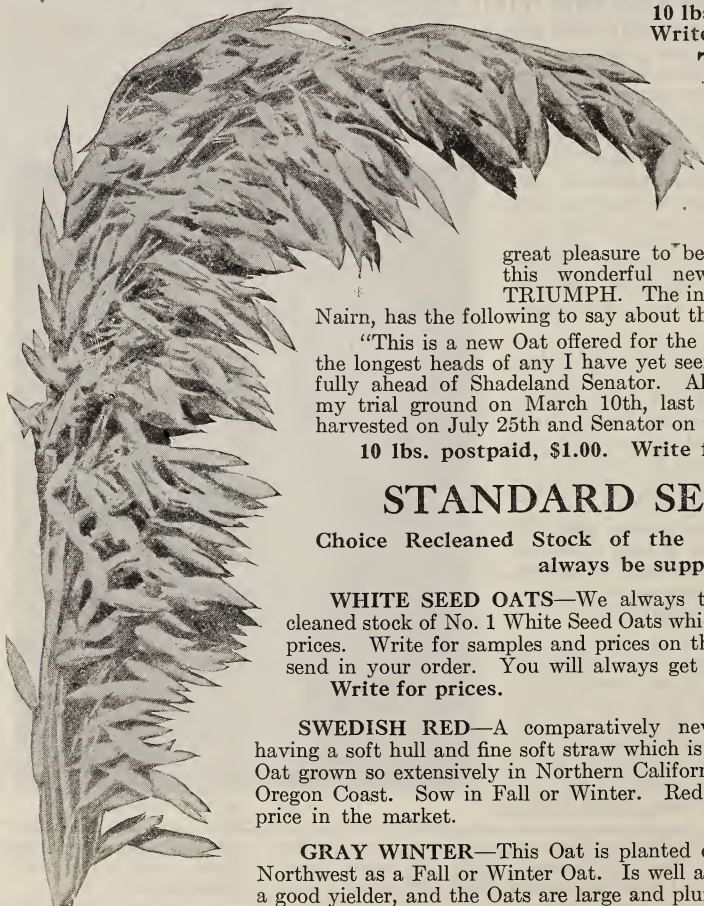 10 lbs
Write
great pleasure to be
this wonderful new
TRIUMPH. The in
Nairn, has the following to say about th
"This is a new Oat offered for the
the longest heads of any I have yet see
fully ahead of Shadeland Senator. Al
my trial ground on March 10th, last
harvested on July 25th and Senator on
10 lbs. postpaid, $1.00. Write f
STANDARD SE
Choice Recleaned Stock of the
always be supp
WHITE SEED OATS—We always t
cleaned stock of No. 1 White Seed Oats whi
prices. Write for samples and prices on th
send in your order. You will always get
Write for prices.
SWEDISH RED—A comparatively new
having a soft hull and fine soft straw which is
Oat grown so extensively in Northern Californ
Oregon Coast. Sow in Fall or Winter. Red
price in the market.
GRAY WINTER—This Oat is planted e
Northwest as a Fall or Winter Oat. Is well a
a good yielder, and the Oats are large and plum